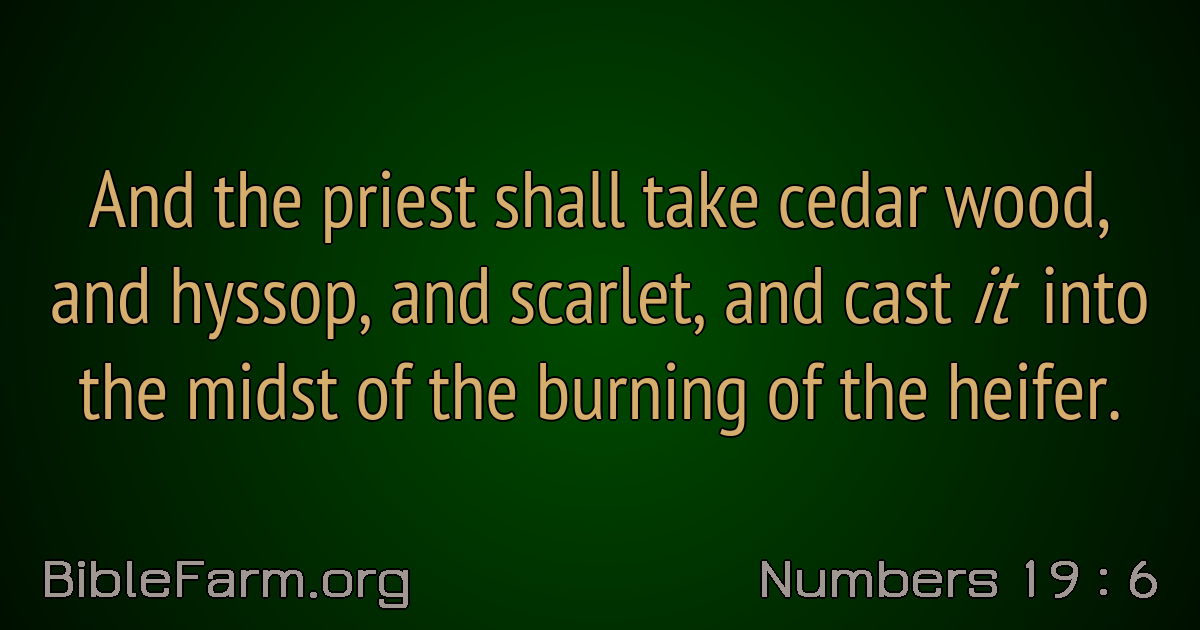 And the priest shall take cedar wood,
and hyssop, and scarlet, and cast it into
the midst of the burning of the heifer.
BibleFarm.org
Numbers 19 : 6